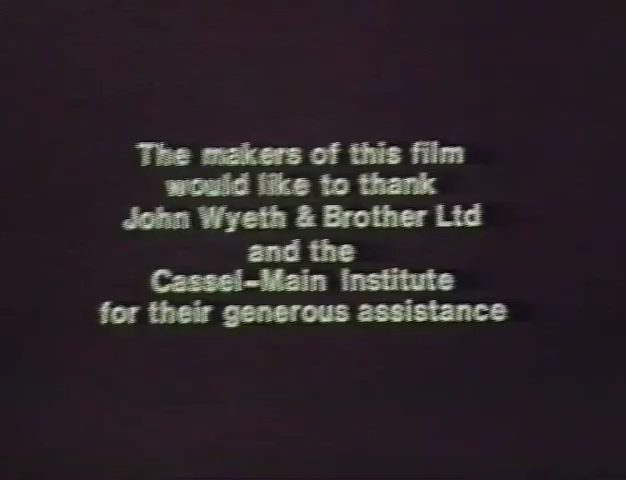 The makers of this film
would like to thank
John Wyeth & Brother Ltd
and the
Cassel-Main Institute
for their generous assistance